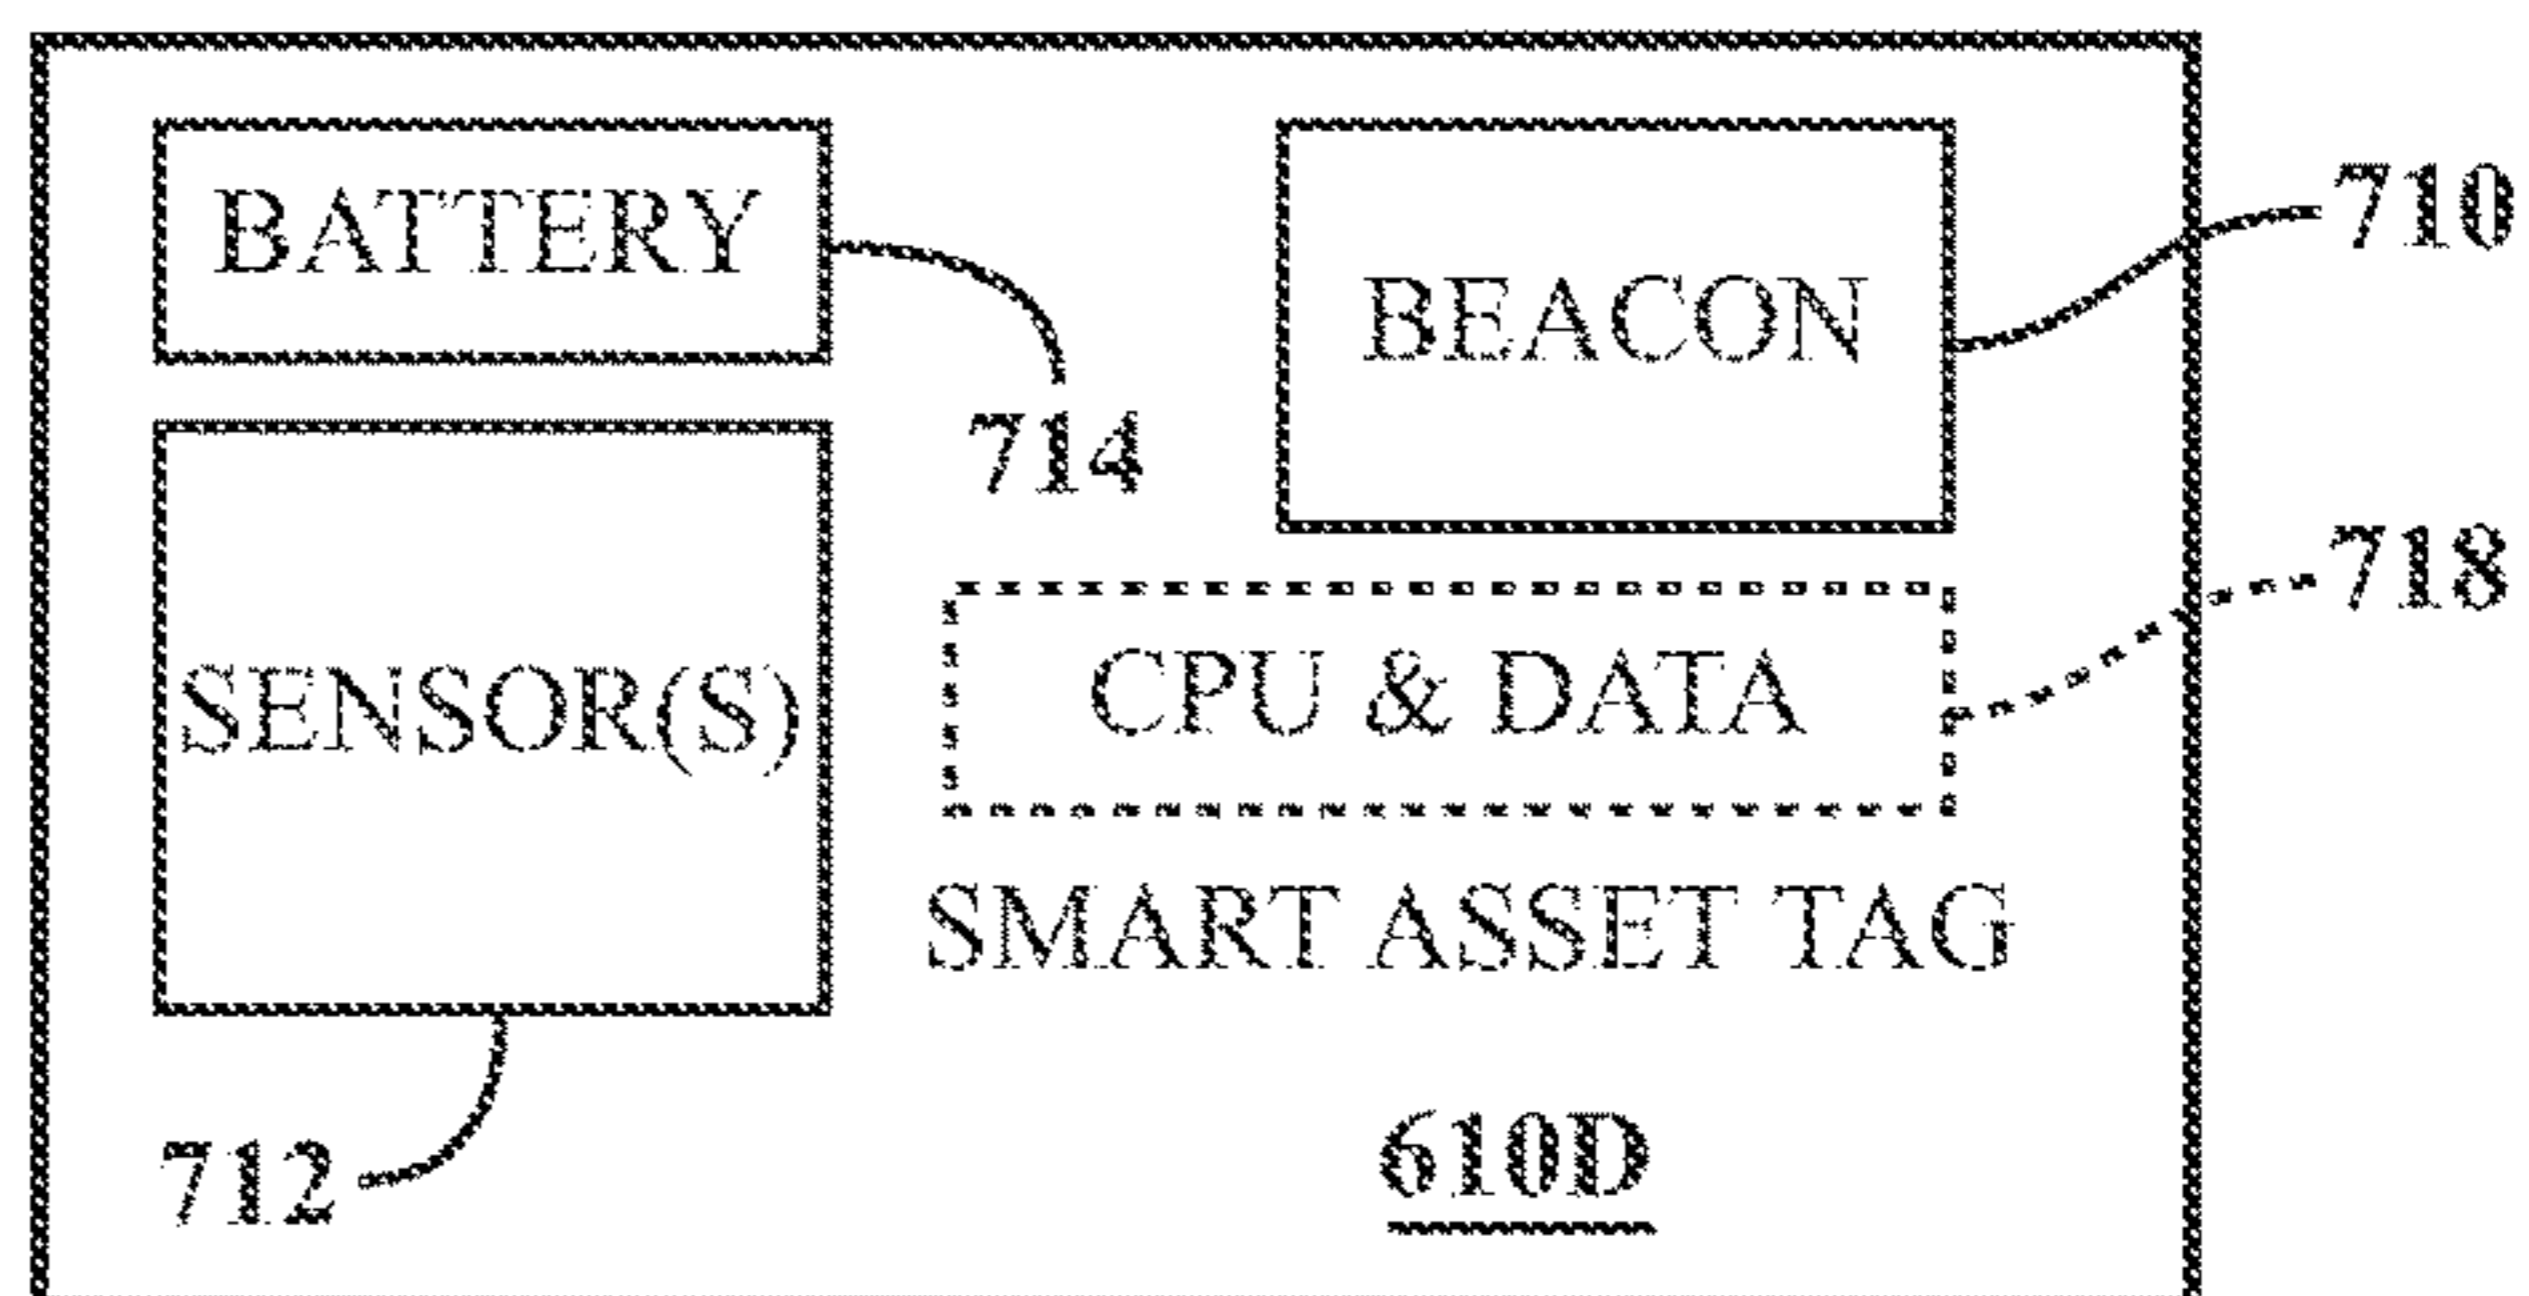 BATTERY
714
BEACON
710
SENSOR(S)
712
CPU & DATA
718
SMART ASSET TAG
610D